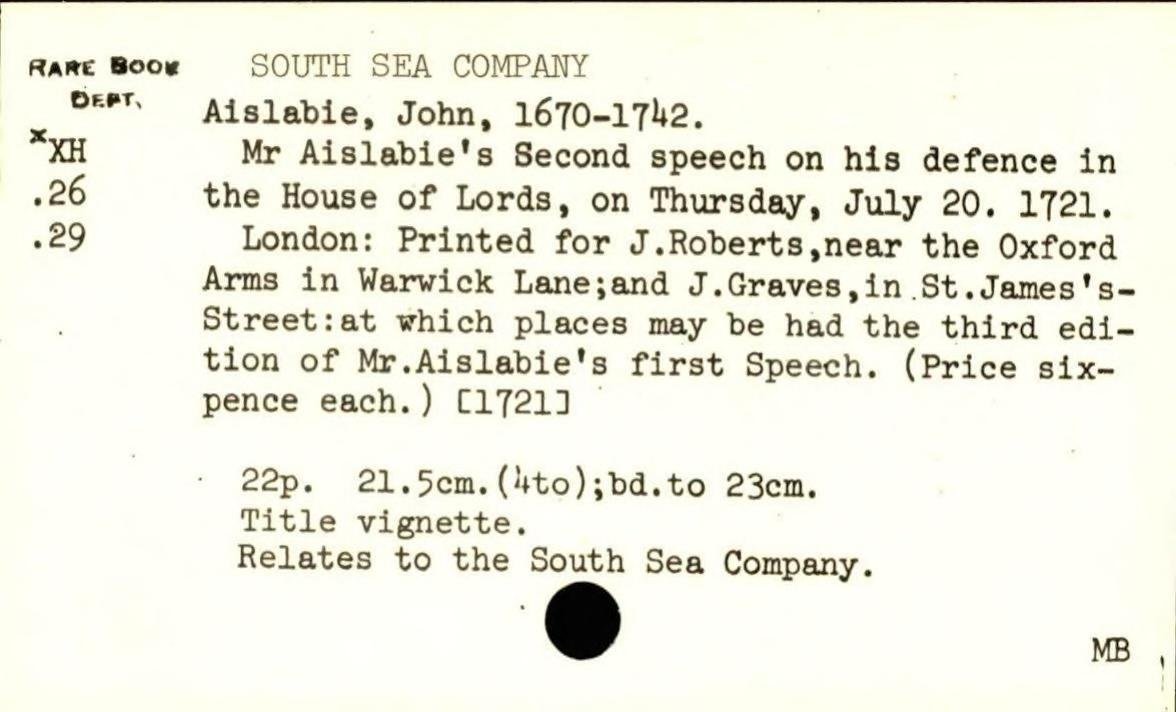 RARE BOOK SOUTH SEA COMPANY
DEPT. Aislabie, John, 1670-1742.
xXH Mr Aislabie's Second speech on his defence in
.26 the House of Lords, on Thursday, July 20. 1721.
.29 London: Printed for J.Roberts,near the Oxford
Arms in Warwick Lane;and J.Graves,in St.James's-
Street:at which places may be had the third edi-
tion of Mr.Aislabie's first Speech. (Price six-
pence each.) [1721]
22p. 21.5cm.(4to);bd.to 23cm.
Title vignette.
Relates to the South Sea Company.
MB